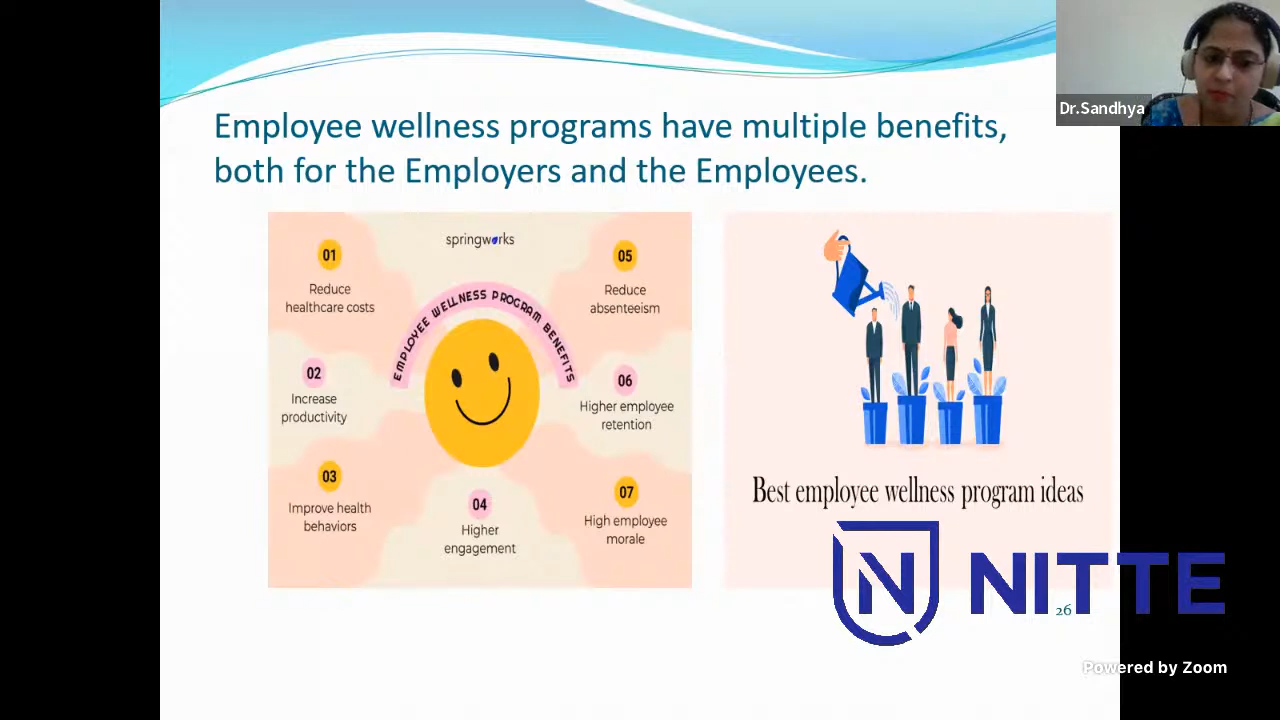 Dr.Sandhya
Employee wellness programs have multiple benefits,
both for the Employers and the Employees.
springworks
EMPLOYEE WELLNESS PROGRAM BENEFITS
01
Reduce
healthcare costs
02
Increase
productivity
03
Improve health
behaviors
04
Higher
engagement
05
Reduce
absenteeism
06
Higher employee
retention
07
High employee
morale
Best employee wellness program ideas
N NITTE
26
Powered by Zoom